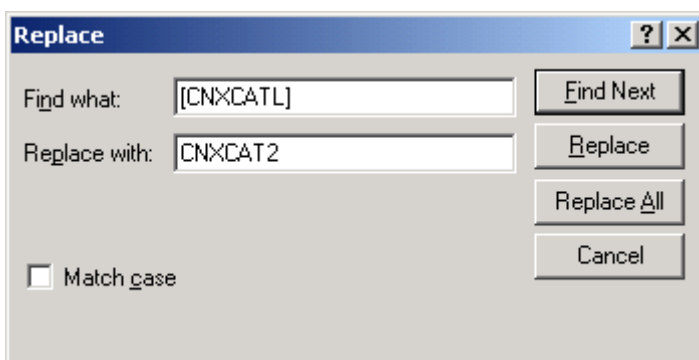 Replace
Find what:
[CNXCATL]
Find Next
Replace with:
CNXCAT2
Replace
Replace All
Match case
Cancel